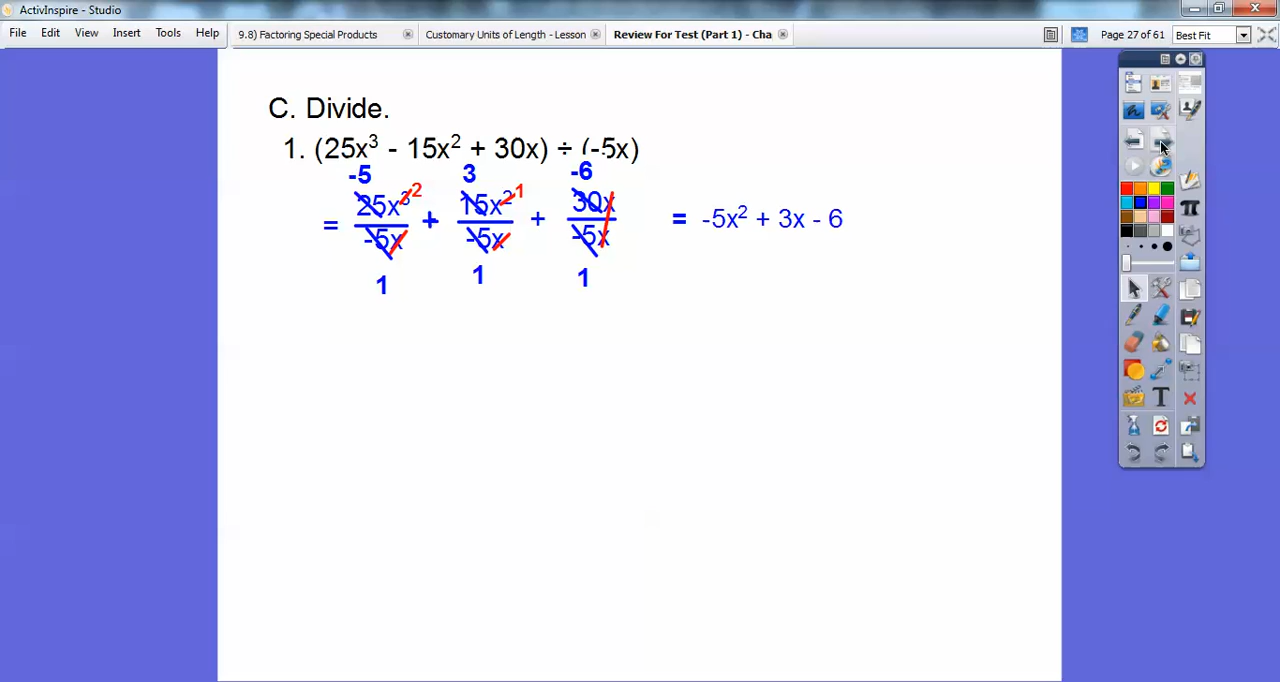 ActivInspire - Studio
File Edit View Insert Tools Help 9.8) Factoring Special Products Customary Units of Length - Lesson Review For Test (Part 1) - Cha Page 27 of 61 Best Fit
C. Divide.
1. (25x³ - 15x² + 30x) ÷ (-5x)
-5 3 -6
= 25x³ 2 + 15x² 1 + 30x = -5x² + 3x - 6
-5x -5x -5x
1 1 1
π
T